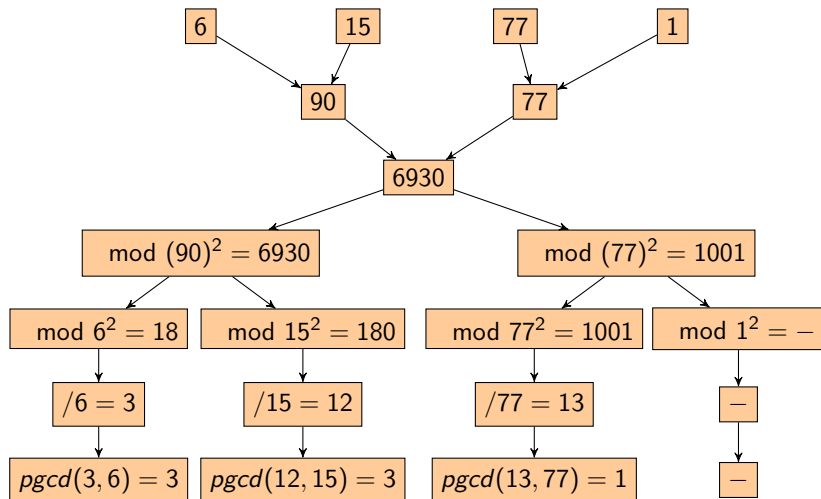 6 15 77 1
90 77
6930
mod (90)² = 6930 mod (77)² = 1001
mod 6² = 18 mod 15² = 180 mod 77² = 1001 mod 1² = −
/6 = 3 /15 = 12 /77 = 13 −
pgcd(3, 6) = 3 pgcd(12, 15) = 3 pgcd(13, 77) = 1 −